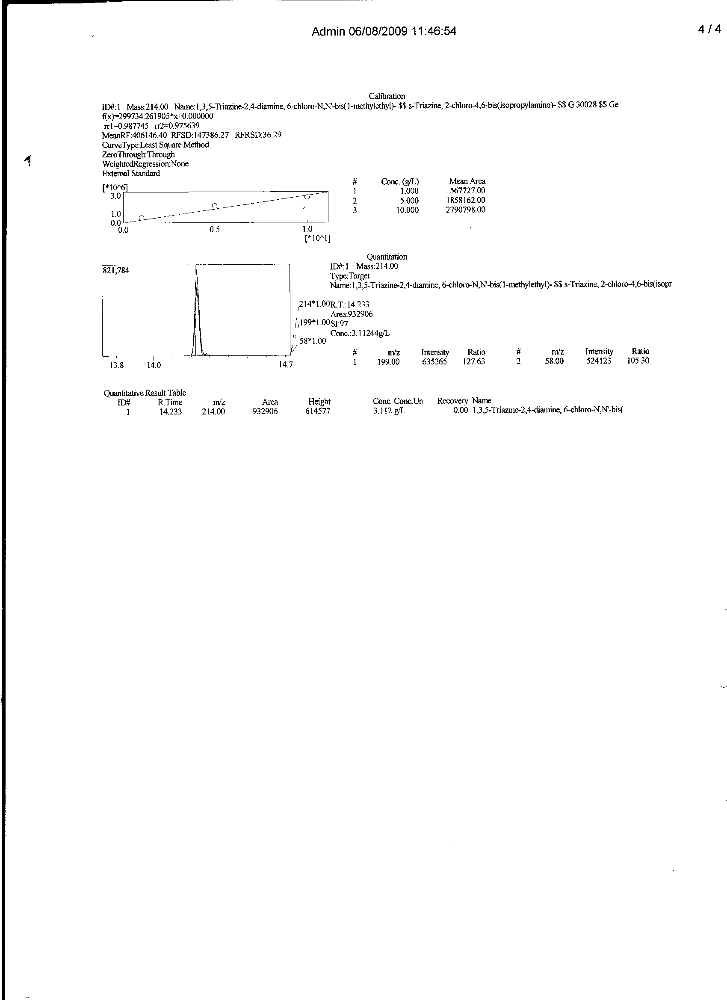 Admin 06/08/2009 11:46:54
4 / 4
Calibration
ID#:1 Mass:214.00 Name:1,3,5-Triazine-2,4-diamine, 6-chloro-N,N'-bis(1-methylethyl)- $$ s-Triazine, 2-chloro-4,6-bis(isopropylamino)- $$ G 30028 $$ Ge
f(x)=299734.261905*x+0.000000
rr1=0.987745 rr2=0.975639
MeanRF:406146.40 RFSD:147386.27 RFRSD:36.29
CurveType:Least Square Method
ZeroThrough:Through
WeightedRegression:None
External Standard
[*10^6]
3.0
1.0
0.0
0.0 0.5 1.0
[*10^1]
# Conc. (g/L) Mean Area
1 1.000 567727.00
2 5.000 1858162.00
3 10.000 2790798.00
Quantitation
ID#:1 Mass:214.00
Type:Target
Name:1,3,5-Triazine-2,4-diamine, 6-chloro-N,N'-bis(1-methylethyl)- $$ s-Triazine, 2-chloro-4,6-bis(isopr
821,784
214*1.00 R.T.:14.233
Area:932906
199*1.00 SI:97
Conc.:3.11244g/L
58*1.00
13.8 14.0 14.7
# m/z Intensity Ratio # m/z Intensity Ratio
1 199.00 635265 127.63 2 58.00 524123 105.30
Quantitative Result Table
ID# R.Time m/z Area Height Conc. Conc.Un Recovery Name
1 14.233 214.00 932906 614577 3.112 g/L 0.00 1,3,5-Triazine-2,4-diamine, 6-chloro-N,N'-bis(